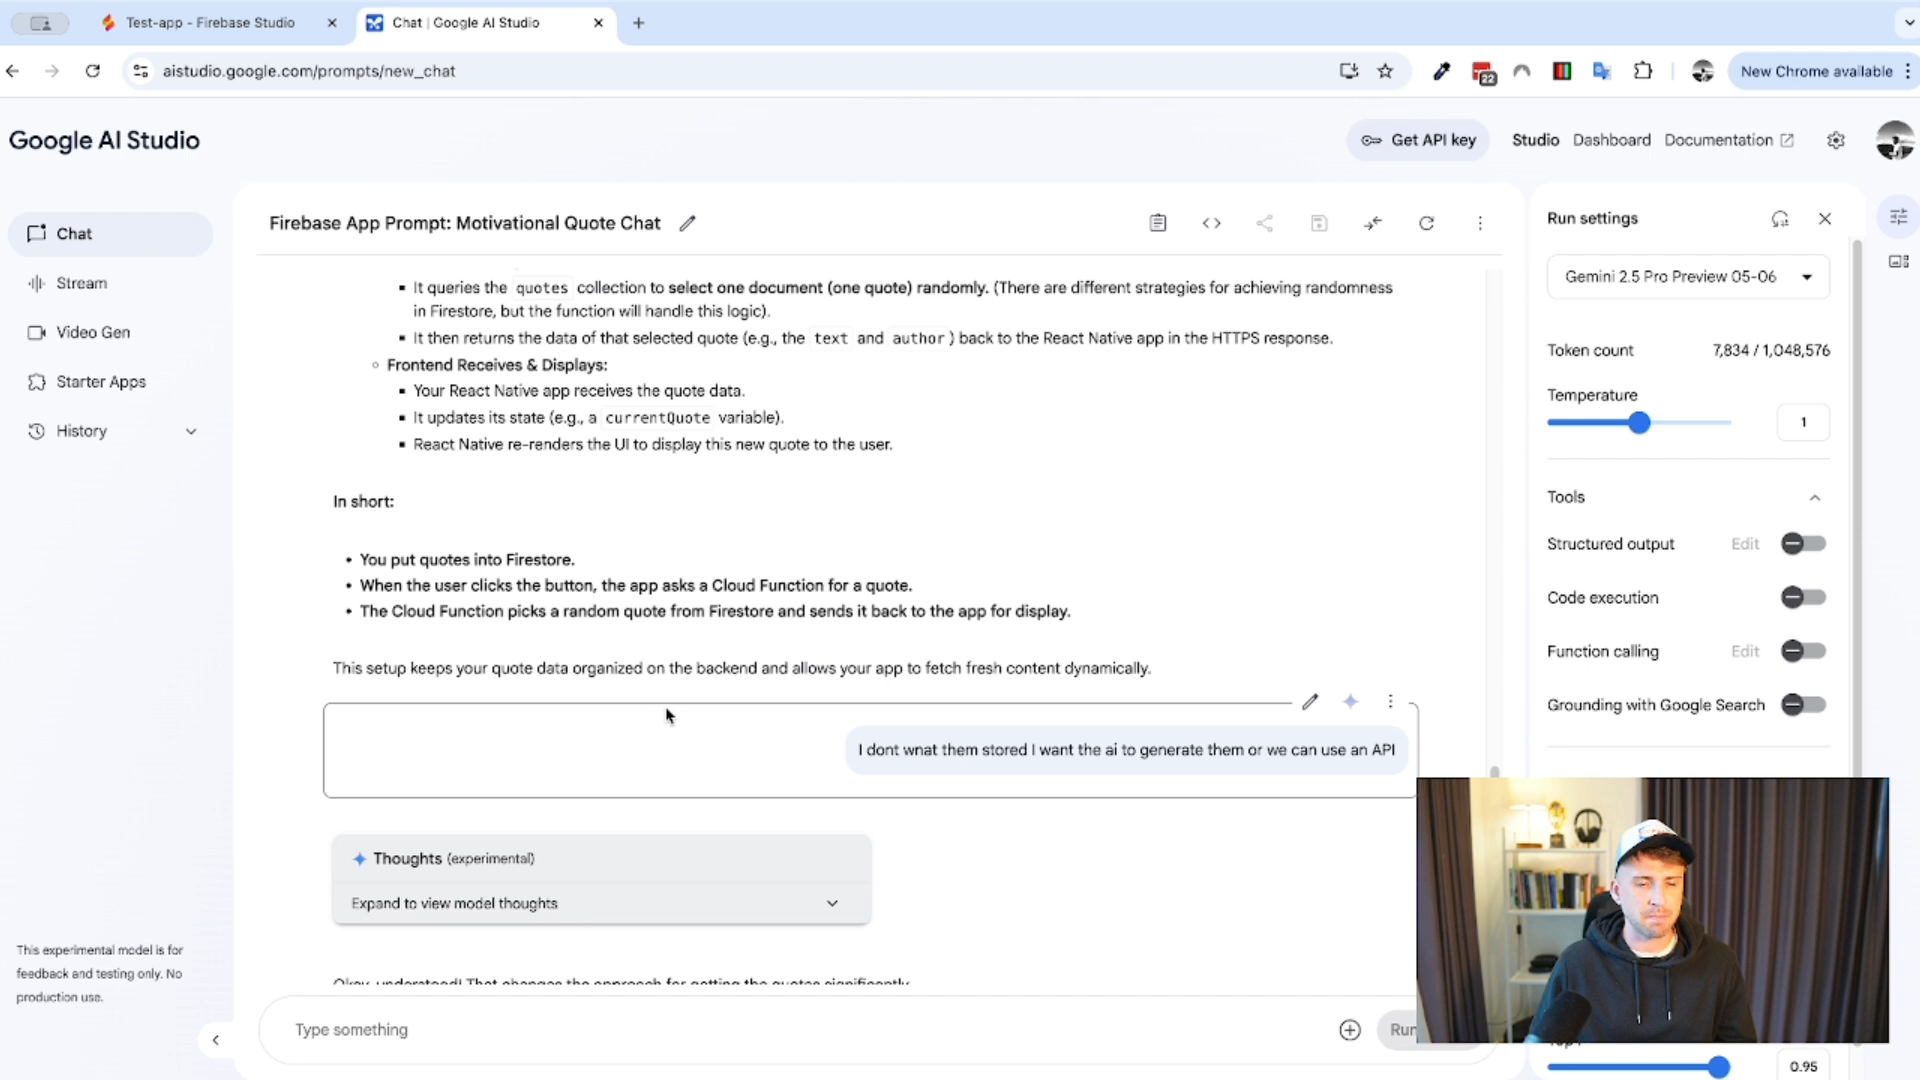 Test-app - Firebase Studio
Chat | Google AI Studio
aistudio.google.com/prompts/new_chat
22
New Chrome available
Google AI Studio
Get API key
Studio
Dashboard
Documentation
Chat
Stream
Video Gen
Starter Apps
History
This experimental model is for
feedback and testing only. No
production use.
Firebase App Prompt: Motivational Quote Chat
▪ It queries the quotes collection to select one document (one quote) randomly. (There are different strategies for achieving randomness
in Firestore, but the function will handle this logic).
▪ It then returns the data of that selected quote (e.g., the text and author ) back to the React Native app in the HTTPS response.
○ Frontend Receives & Displays:
▪ Your React Native app receives the quote data.
▪ It updates its state (e.g., a currentQuote variable).
▪ React Native re-renders the UI to display this new quote to the user.
In short:
• You put quotes into Firestore.
• When the user clicks the button, the app asks a Cloud Function for a quote.
• The Cloud Function picks a random quote from Firestore and sends it back to the app for display.
This setup keeps your quote data organized on the backend and allows your app to fetch fresh content dynamically.
I dont wnat them stored I want the ai to generate them or we can use an API
Thoughts (experimental)
Expand to view model thoughts
Okay, understood! That changes the approach for getting the quotes significantly.
Type something
Run settings
Gemini 2.5 Pro Preview 05-06
Token count 7,834 / 1,048,576
Temperature
1
Tools
Structured output Edit
Code execution
Function calling Edit
Grounding with Google Search
0.95